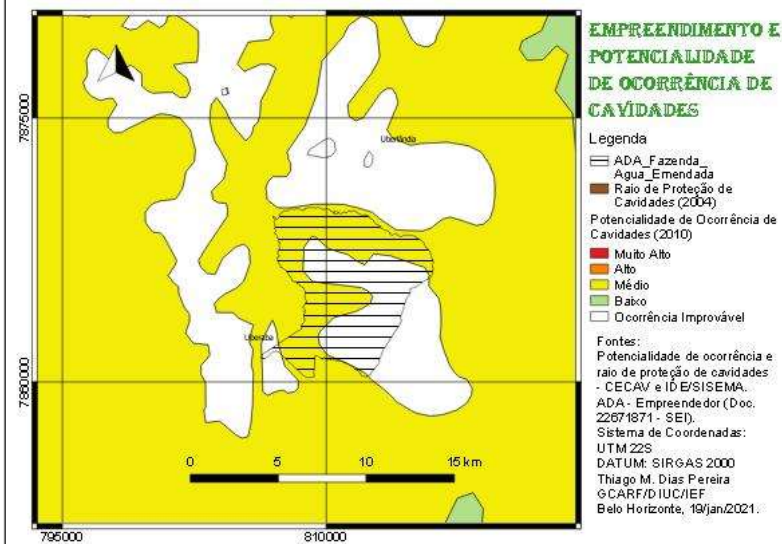 EMPREENDIMENTO E
POTENCIALIDADE
DE OCORRÊNCIA DE
CAVIDADES
Legenda
ADA_Fazenda_
Agua_Emendada
Raio de Proteção de
Cavidades (2004)
Potencialidade de Ocorrência de
Cavidades (2010)
Muito Alto
Alto
Médio
Baixo
Ocorrência Improvável
Fontes:
Potencialidade de ocorrência e
raio de proteção de cavidades
- CECAV e IDE/SISEMA.
ADA - Empreendedor (Doc.
22671871 - SEI).
Sistema de Coordenadas:
UTM 22S
DATUM: SIRGAS 2000
Thiago M. Dias Pereira
GCARF/DIUC/IEF
Belo Horizonte, 19/jan/2021.
7875000
Uberlândia
Uberaba
7860000
0 5 10 15 km
795000 810000